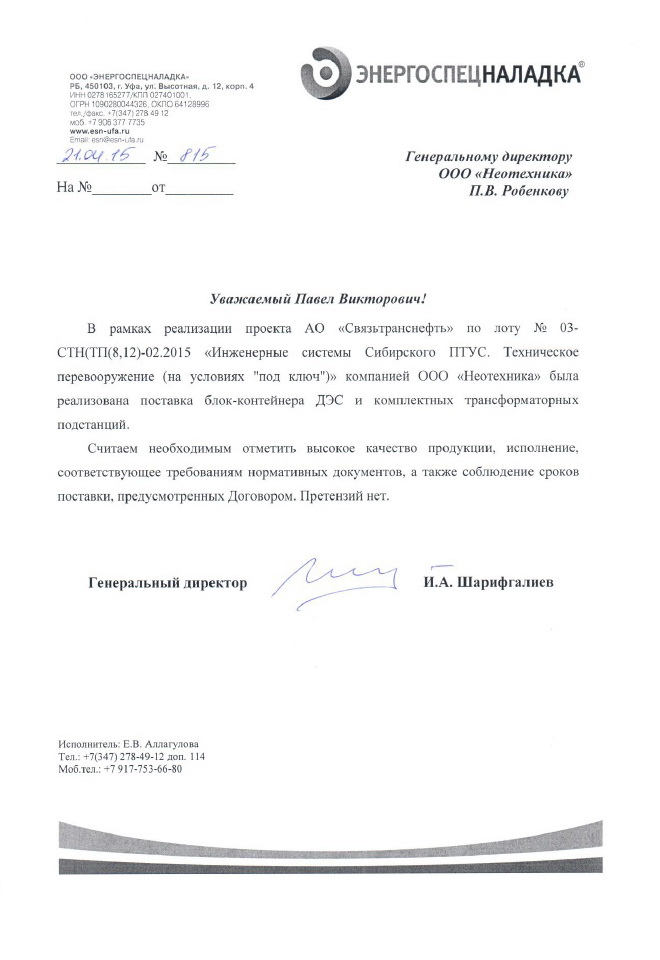 ООО «ЭНЕРГОСПЕЦНАЛАДКА»
РБ, 450103, г. Уфа, ул. Высотная, д. 12, корп. 4
ИНН 0278165277/КПП 027401001,
ОГРН 1090280044326, ОКПО 64128996
тел./факс. +7(347) 278 49 12
моб. +7 906 377 7735
www.esn-ufa.ru
Email: esn@esn-ufa.ru
ЭНЕРГОСПЕЦНАЛАДКА®
21.04.15 № 815
На №________от_________
Генеральному директору
ООО «Неотехника»
П.В. Робенкову
Уважаемый Павел Викторович!
В рамках реализации проекта АО «Связьтранснефть» по лоту № 03-
СТН(ТП(8,12)-02.2015 «Инженерные системы Сибирского ПТУС. Техническое
перевооружение (на условиях "под ключ")» компанией ООО «Неотехника» была
реализована поставка блок-контейнера ДЭС и комплектных трансформаторных
подстанций.
Считаем необходимым отметить высокое качество продукции, исполнение,
соответствующее требованиям нормативных документов, а также соблюдение сроков
поставки, предусмотренных Договором. Претензий нет.
Генеральный директор И.А. Шарифгалиев
Исполнитель: Е.В. Аллагулова
Тел.: +7(347) 278-49-12 доп. 114
Моб.тел.: +7 917-753-66-80